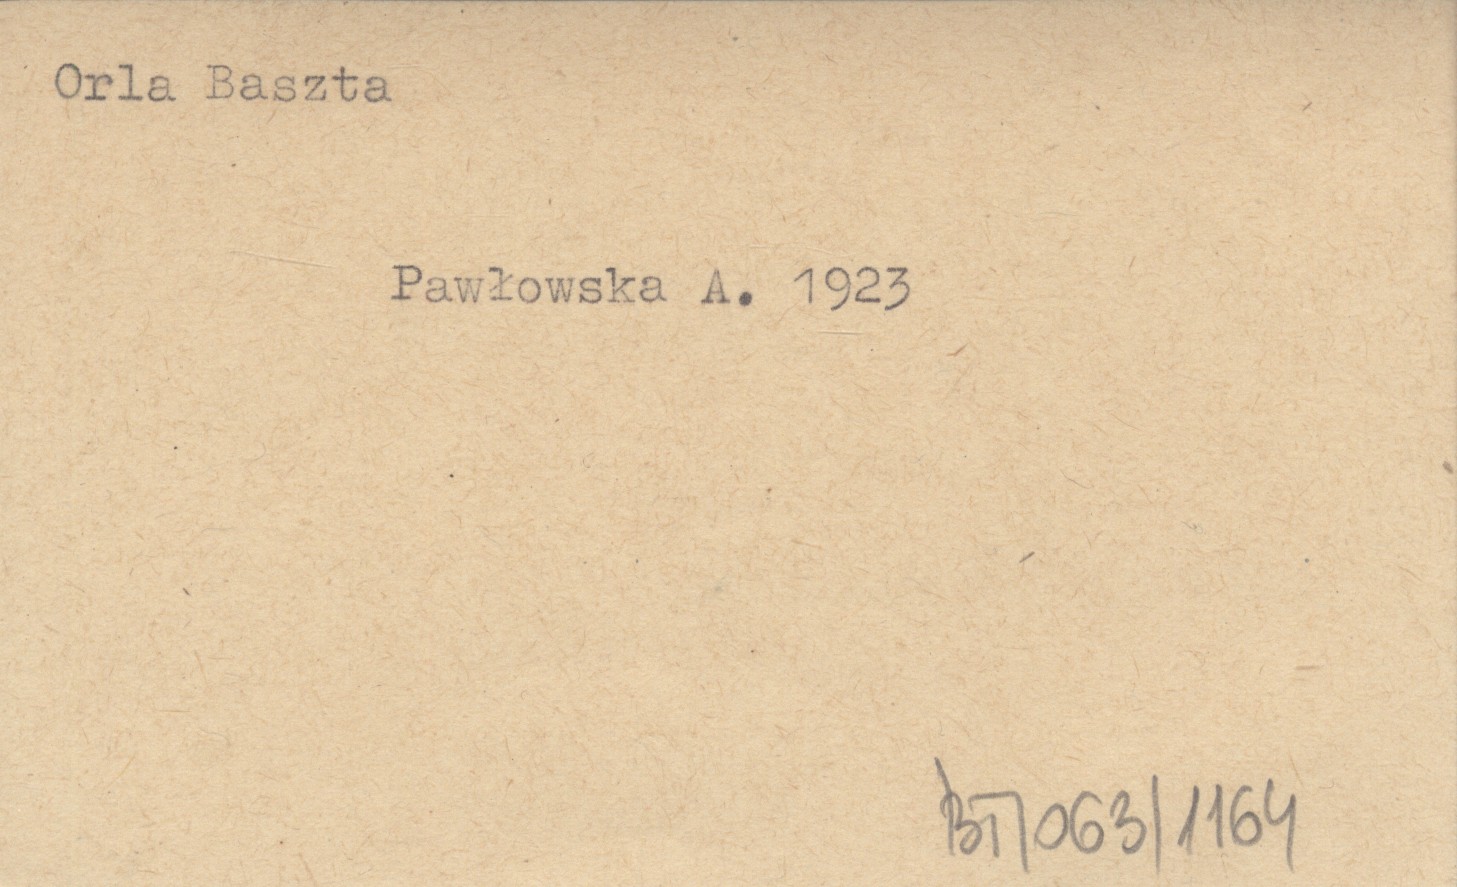 Orla Baszta
Pawłowska A. 1923
BT/063/1164